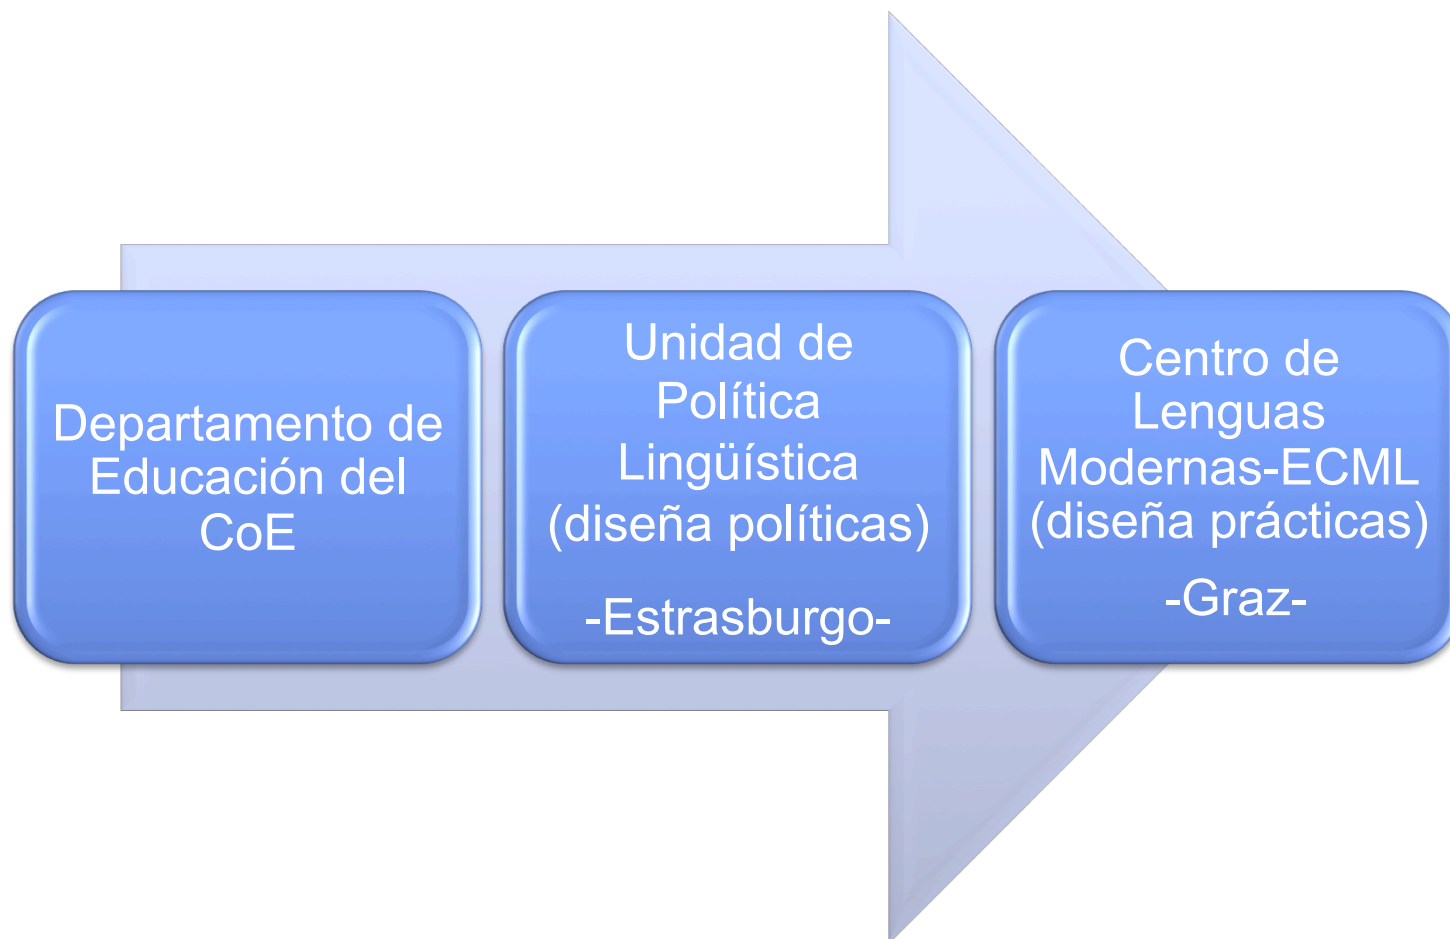 Departamento de
Educación del
CoE
Unidad de
Política
Lingüística
(diseña políticas)
-Estrasburgo-
Centro de
Lenguas
Modernas-ECML
(diseña prácticas)
-Graz-